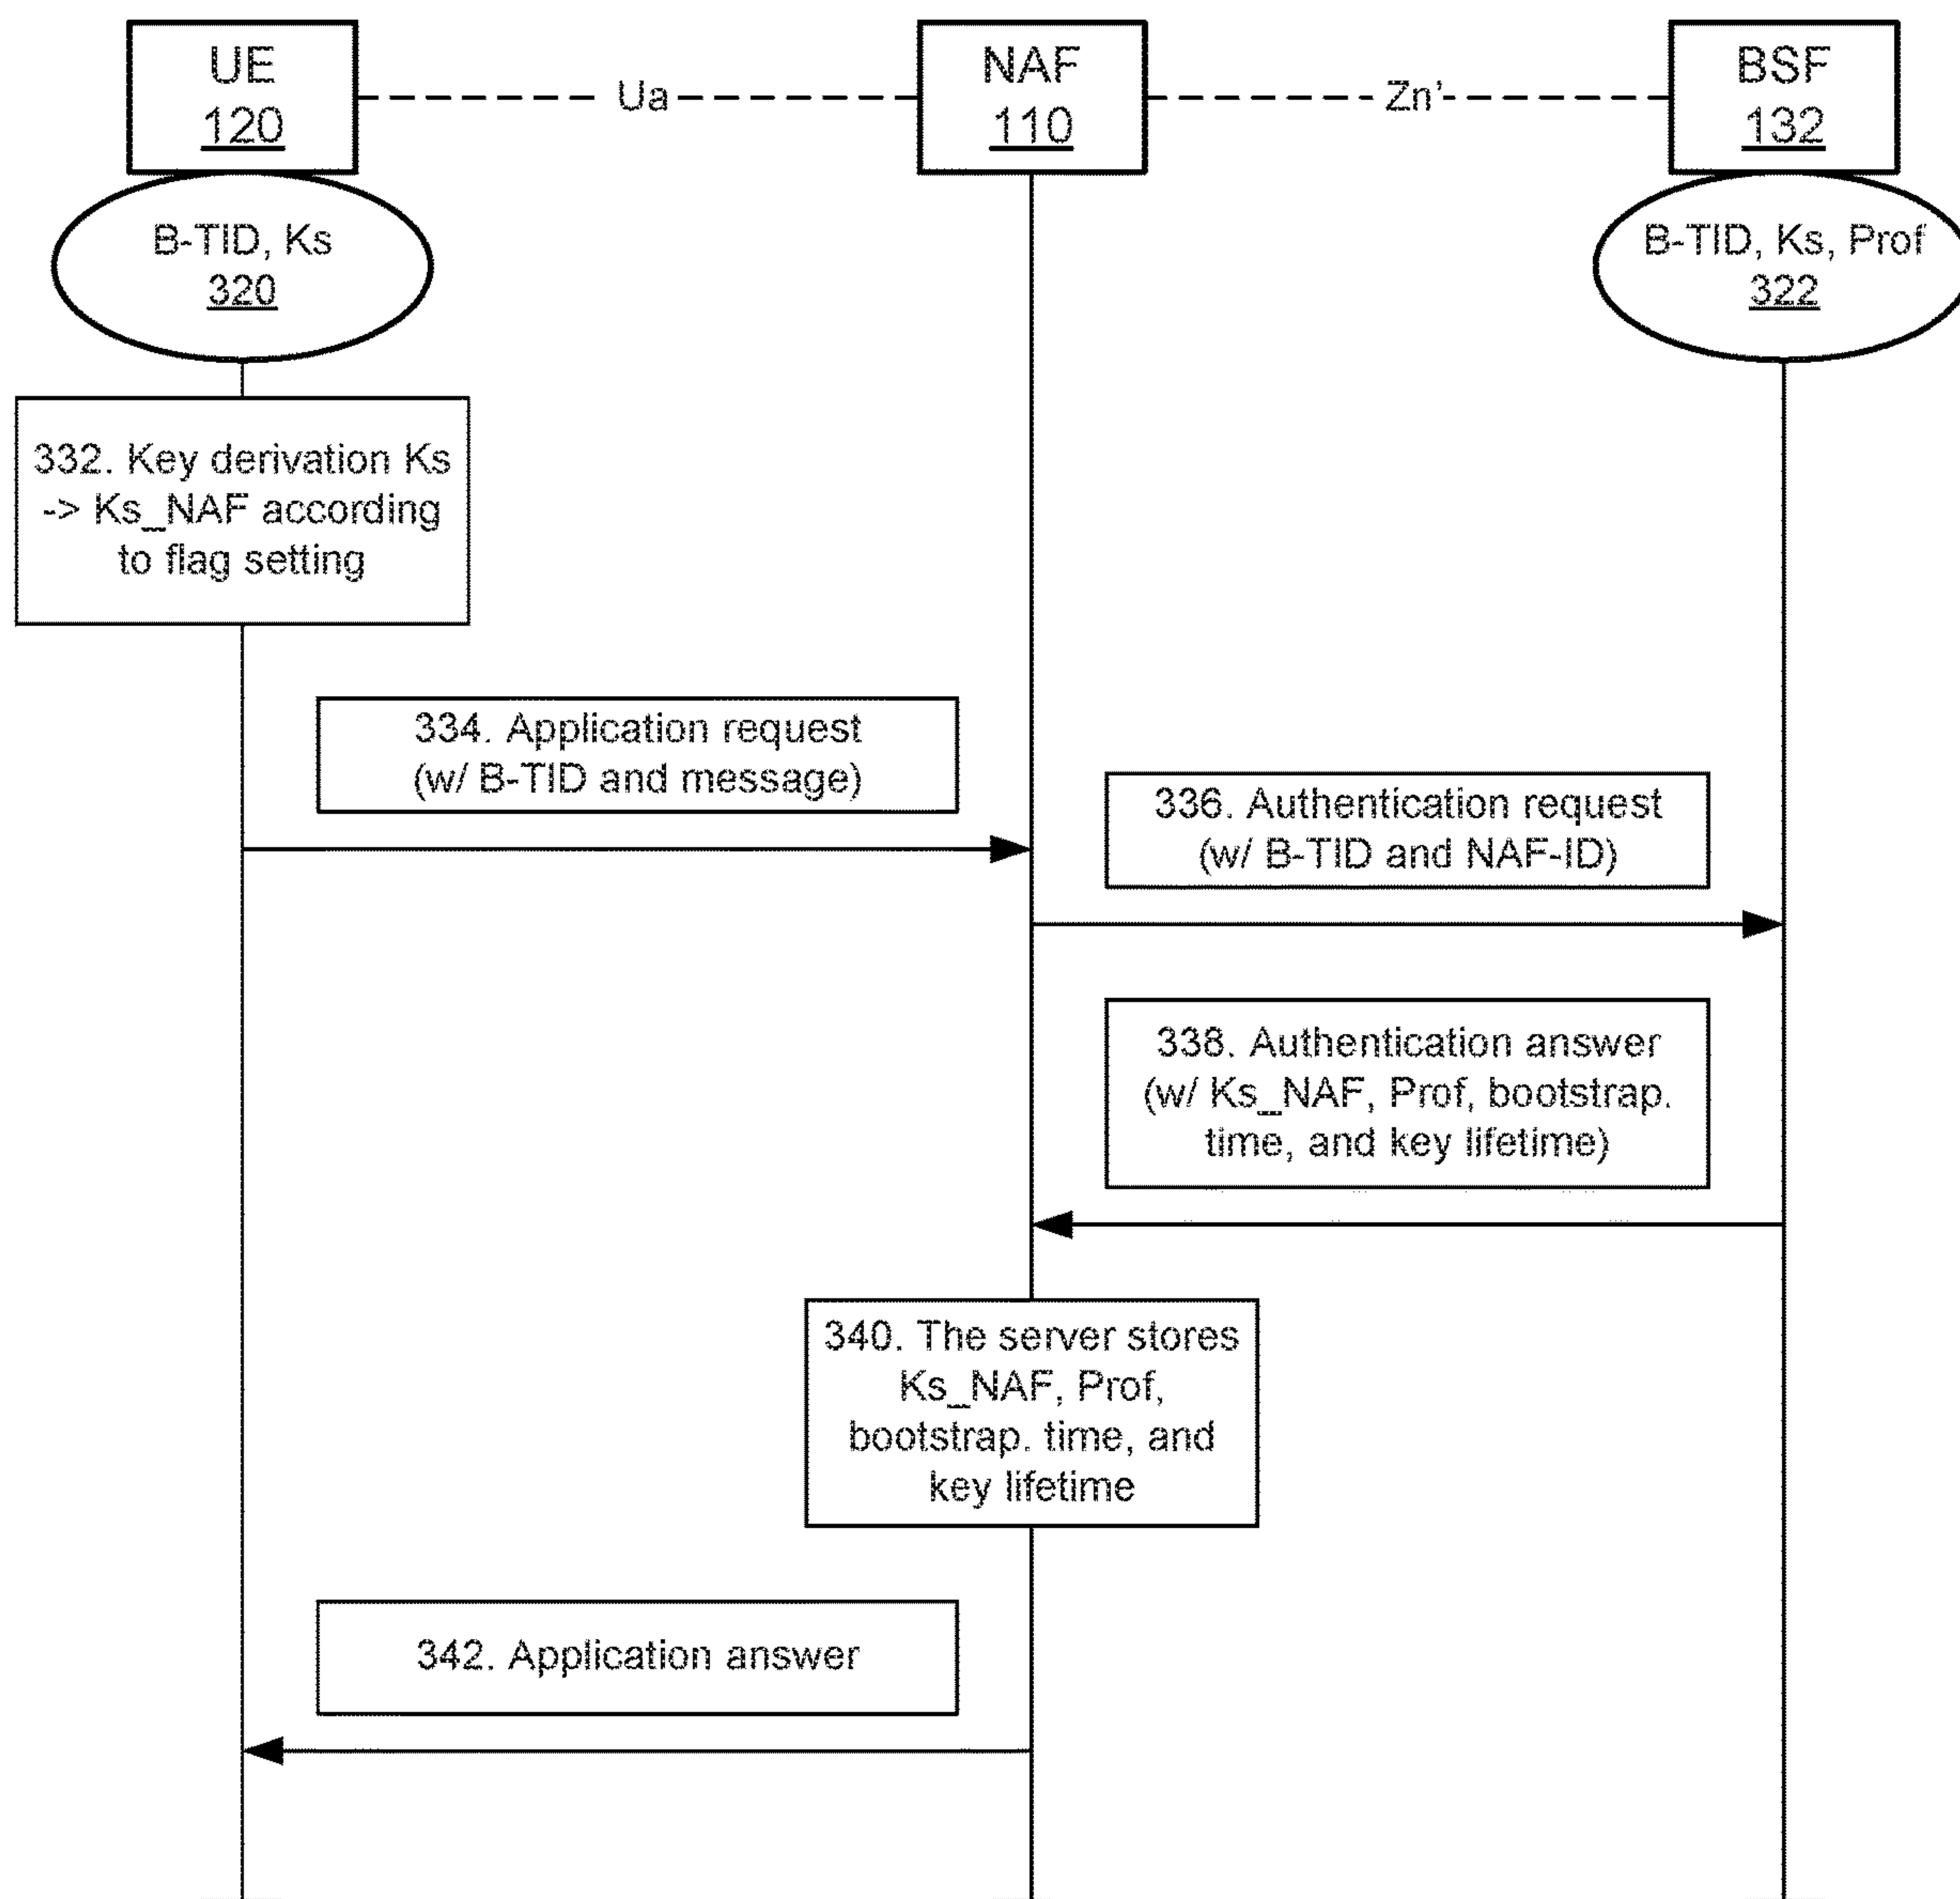 UE
120
Ua
NAF
110
Zn'
BSF
132
B-TID, Ks
320
B-TID, Ks, Prof
322
332. Key derivation Ks
-> Ks_NAF according
to flag setting
334. Application request
(w/ B-TID and message)
336. Authentication request
(w/ B-TID and NAF-ID)
338. Authentication answer
(w/ Ks_NAF, Prof, bootstrap.
time, and key lifetime)
340. The server stores
Ks_NAF, Prof,
bootstrap. time, and
key lifetime
342. Application answer